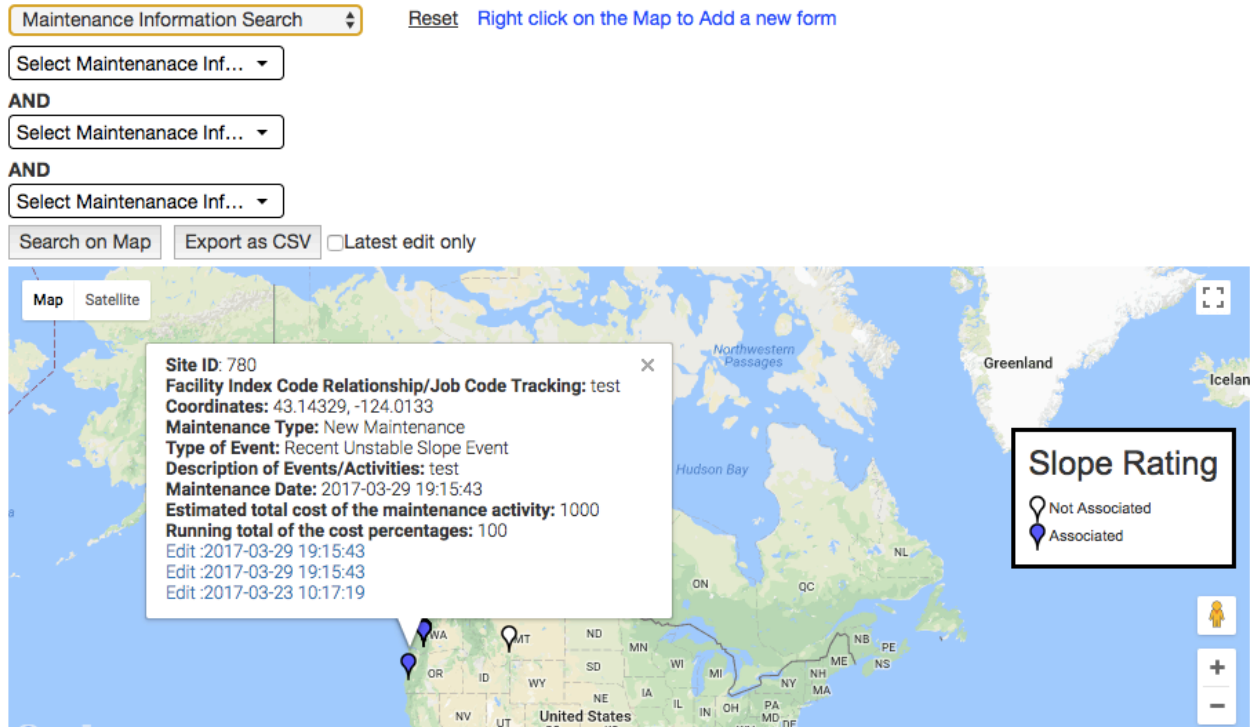 Maintenance Information Search
Reset Right click on the Map to Add a new form
Select Maintenanace Inf...
AND
Select Maintenanace Inf...
AND
Select Maintenanace Inf...
Search on Map Export as CSV Latest edit only
Map Satellite
Northwestern
Passages
Greenland
Icelan
Site ID: 780
Facility Index Code Relationship/Job Code Tracking: test
Coordinates: 43.14329, -124.0133
Maintenance Type: New Maintenance
Type of Event: Recent Unstable Slope Event
Description of Events/Activities: test
Maintenance Date: 2017-03-29 19:15:43
Estimated total cost of the maintenance activity: 1000
Running total of the cost percentages: 100
Edit :2017-03-29 19:15:43
Edit :2017-03-29 19:15:43
Edit :2017-03-23 10:17:19
Hudson Bay
Slope Rating
Not Associated
Associated
a
NL
ON QC
WA MT ND MN NB PE
OR ID SD WI MI ME NS
WY NY NH
MA
NE IA IL IN OH PA
NV UT United States MD DE